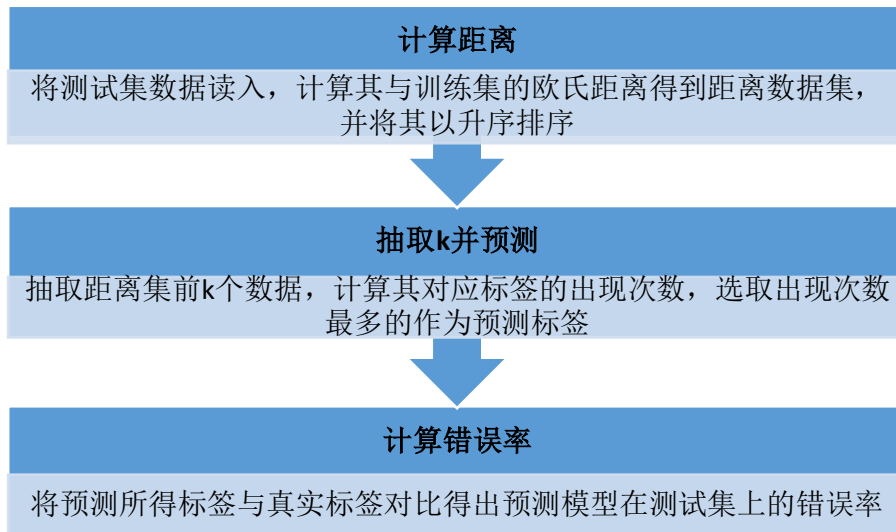 计算距离
将测试集数据读入，计算其与训练集的欧氏距离得到距离数据集，
并将其以升序排序
抽取k并预测
抽取距离集前k个数据，计算其对应标签的出现次数，选取出现次数
最多的作为预测标签
计算错误率
将预测所得标签与真实标签对比得出预测模型在测试集上的错误率